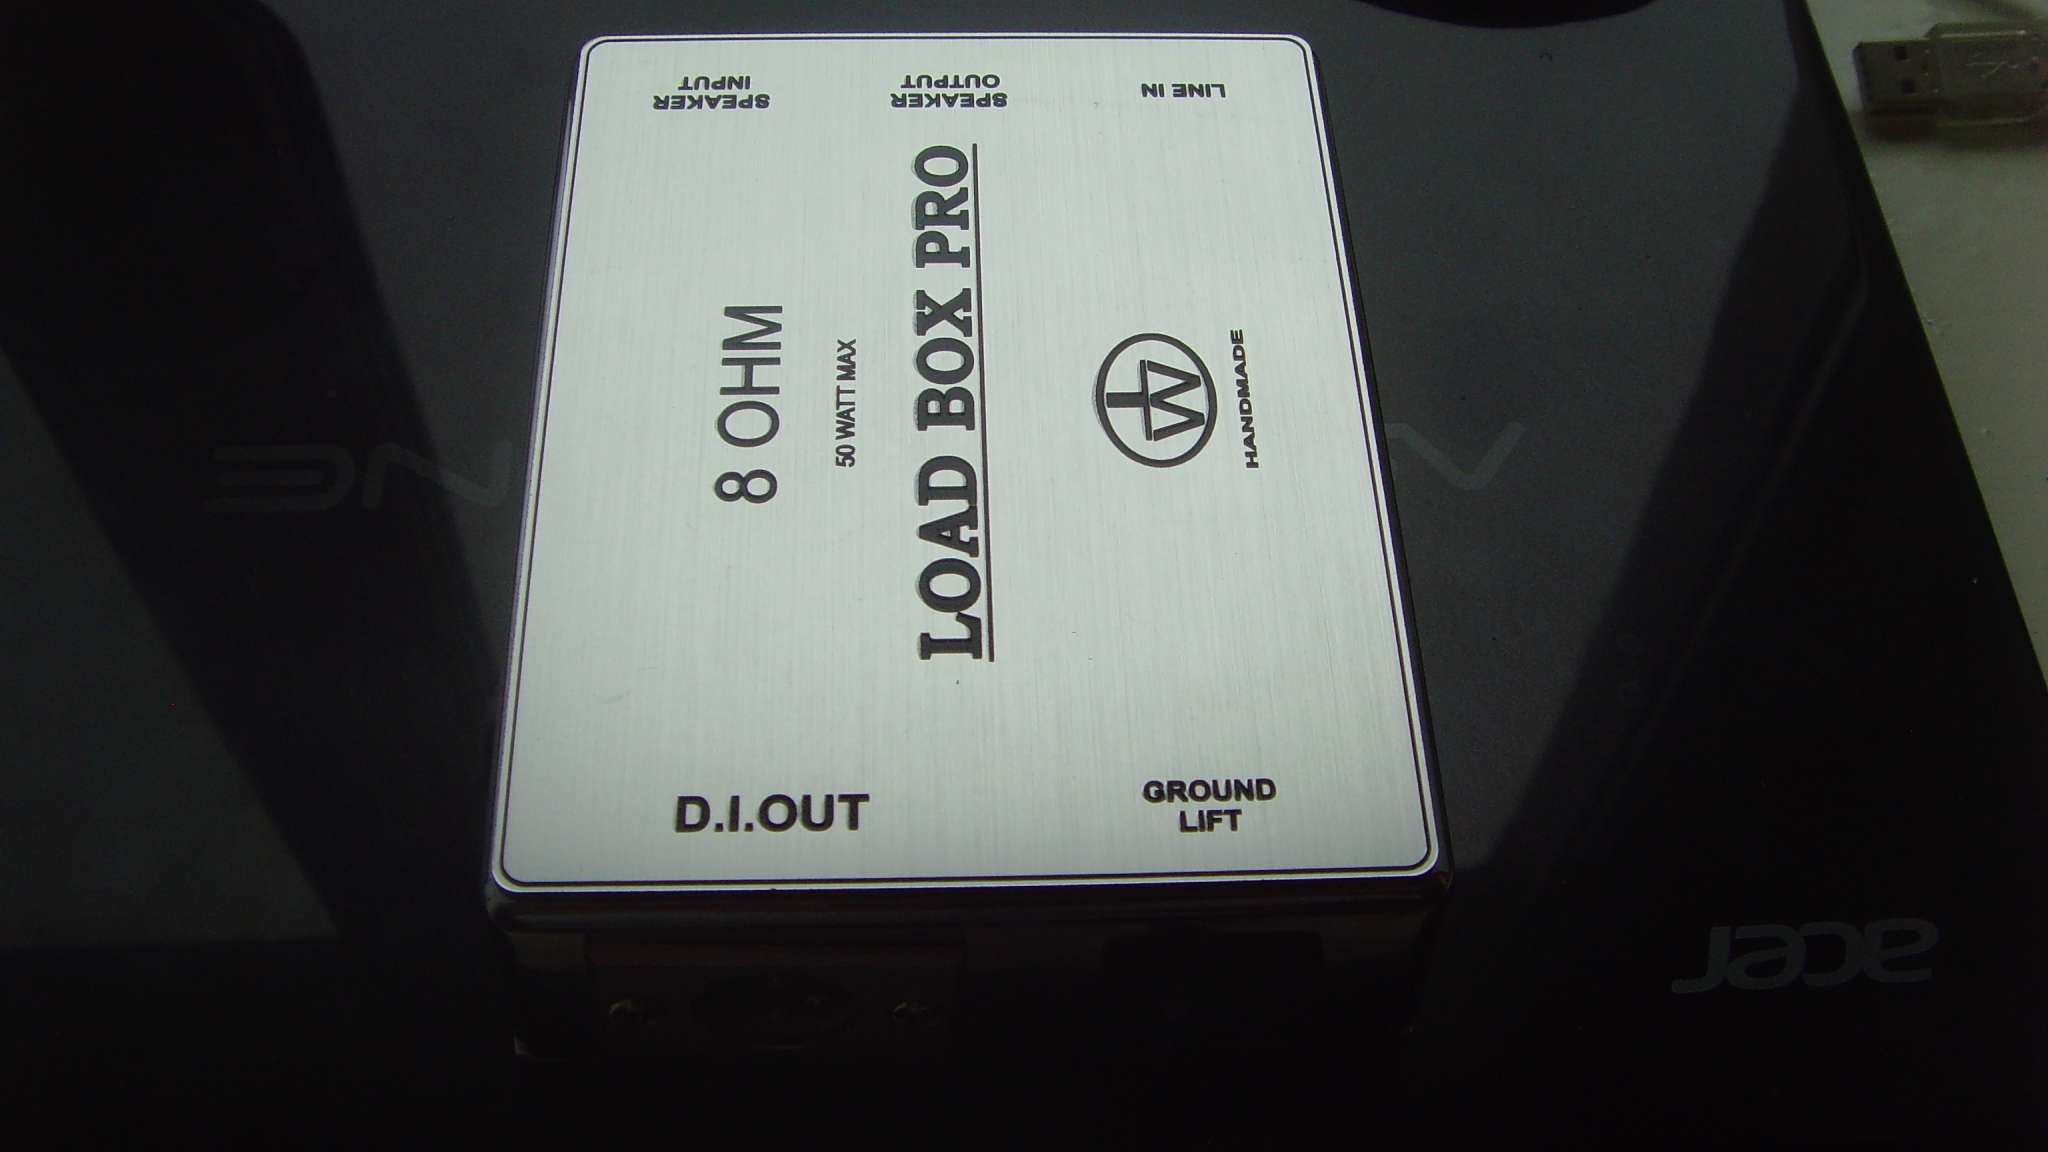 SPEAKER
INPUT
SPEAKER
OUTPUT
LINE IN
8 OHM
50 WATT MAX
LOAD BOX PRO
HANDMADE
D.I.OUT
GROUND
LIFT
acer